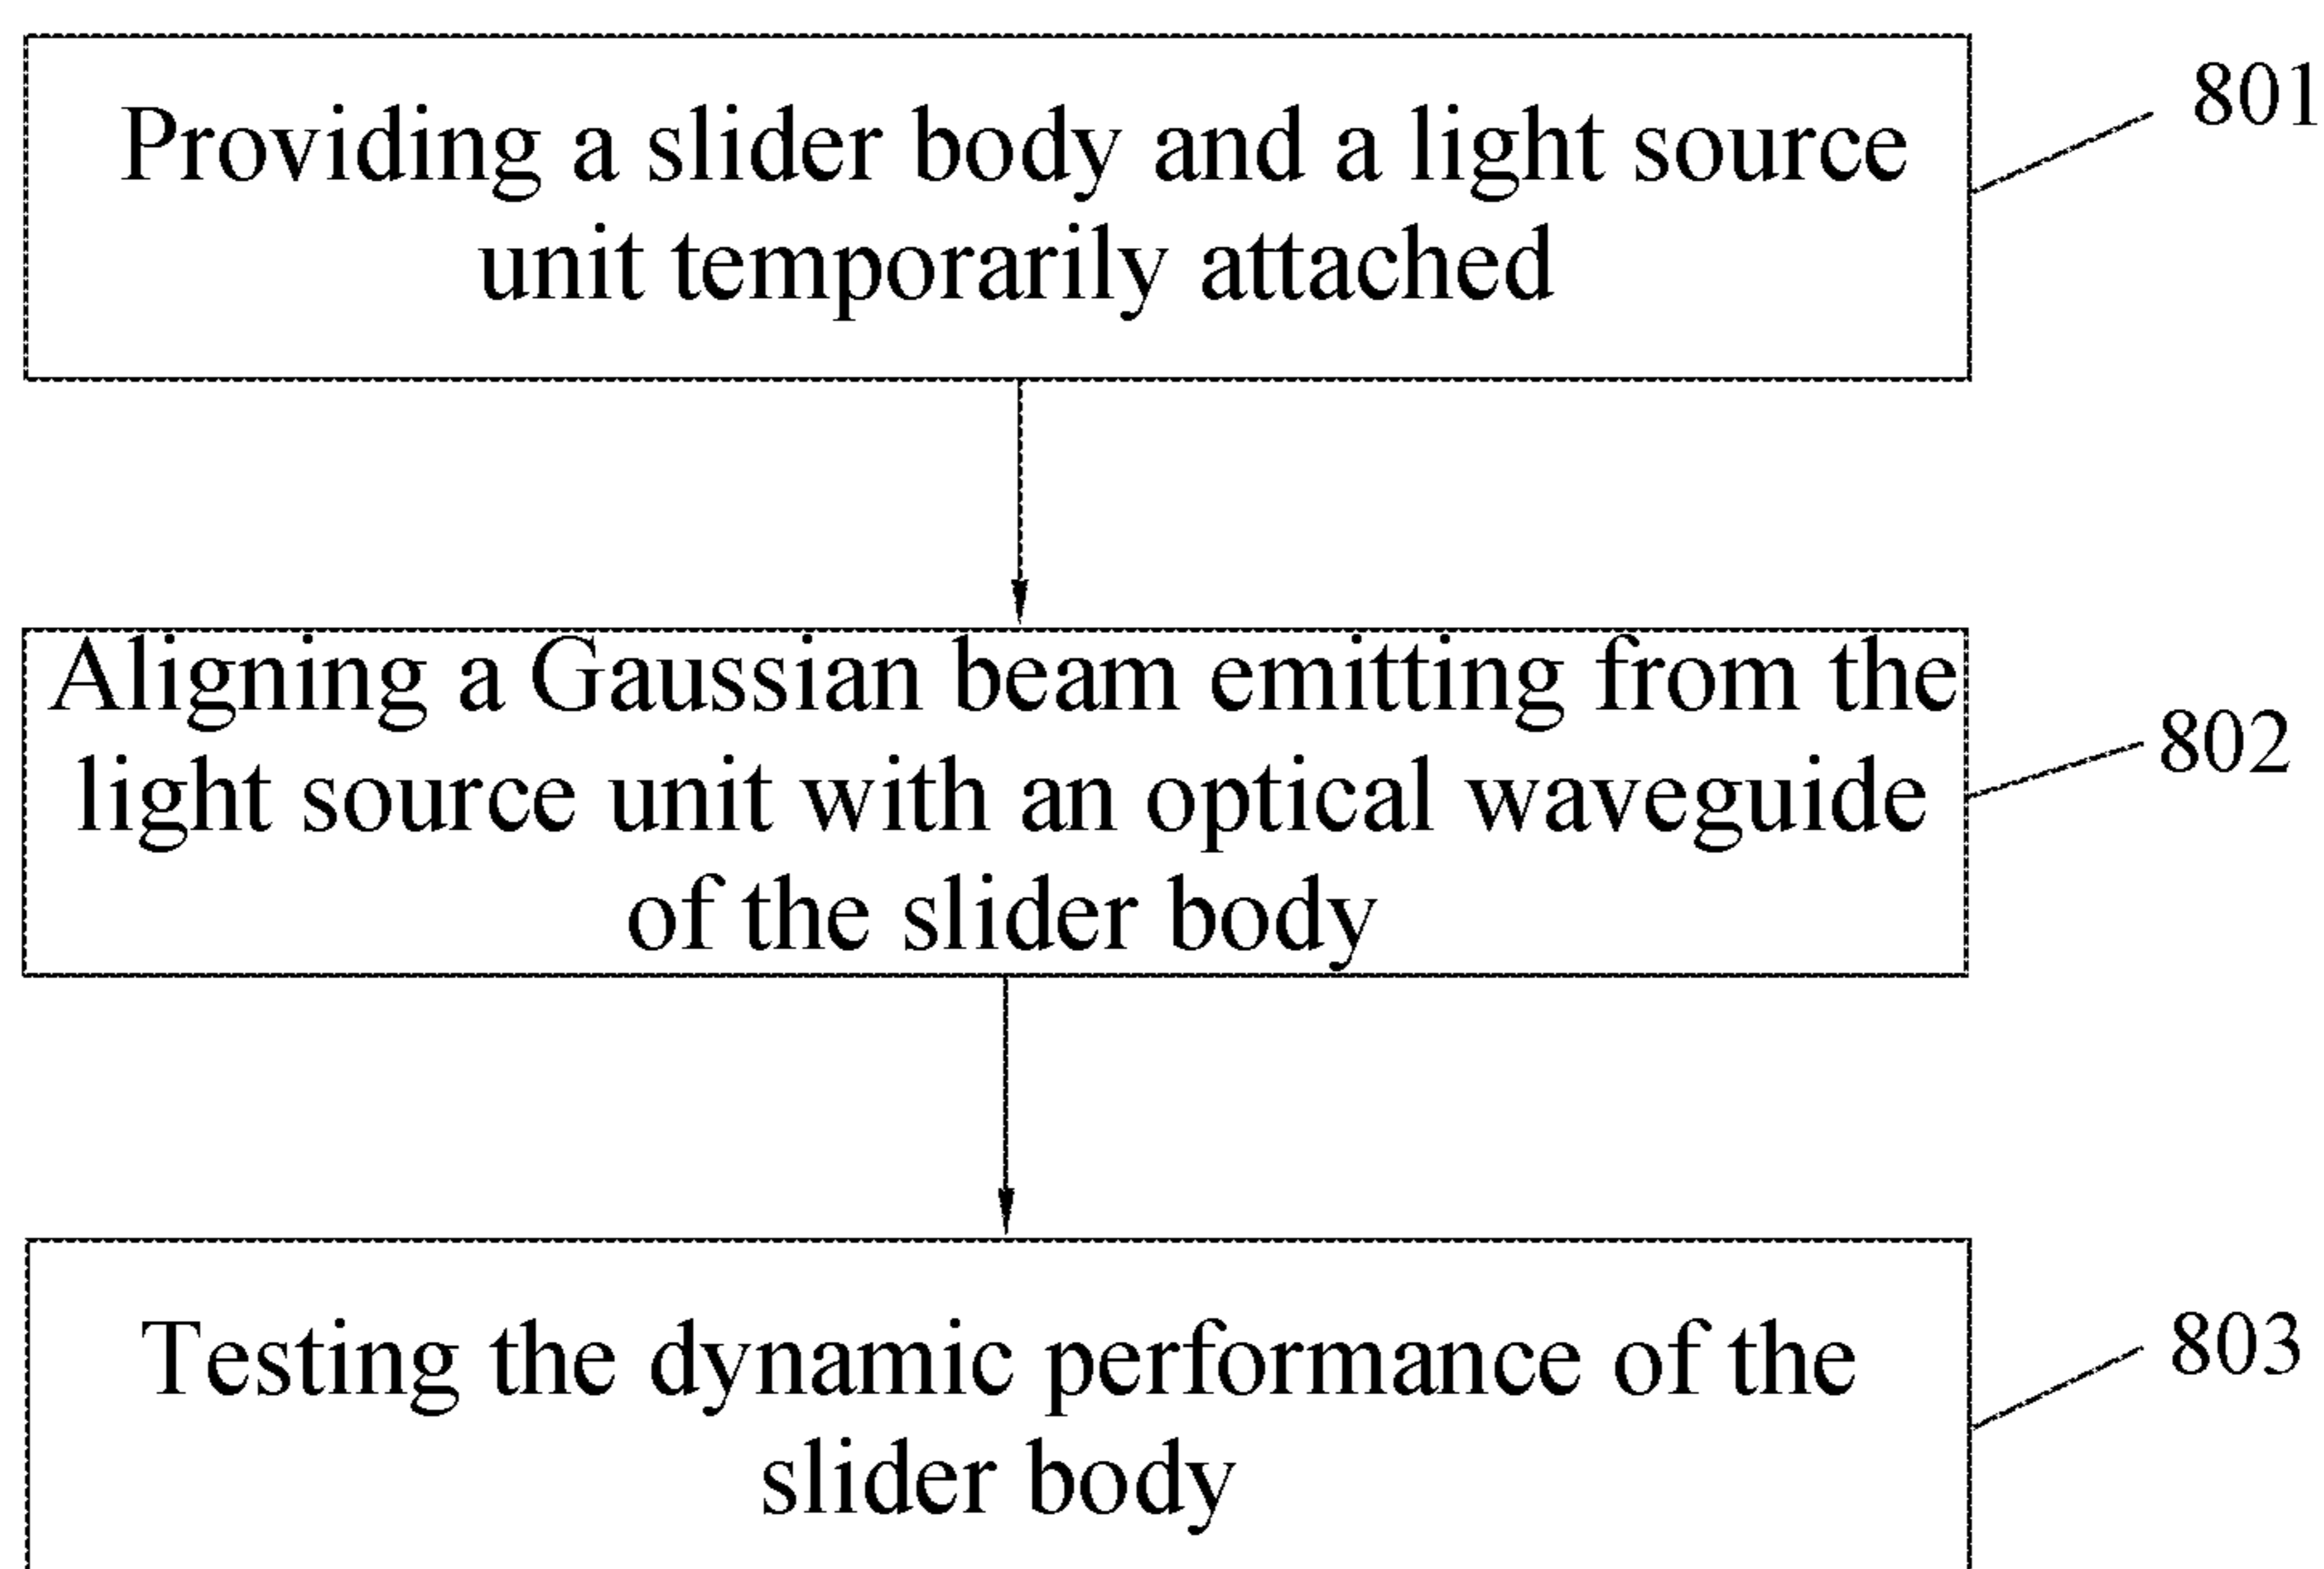 Providing a slider body and a light source
unit temporarily attached
801
Aligning a Gaussian beam emitting from the
light source unit with an optical waveguide
of the slider body
802
Testing the dynamic performance of the
slider body
803